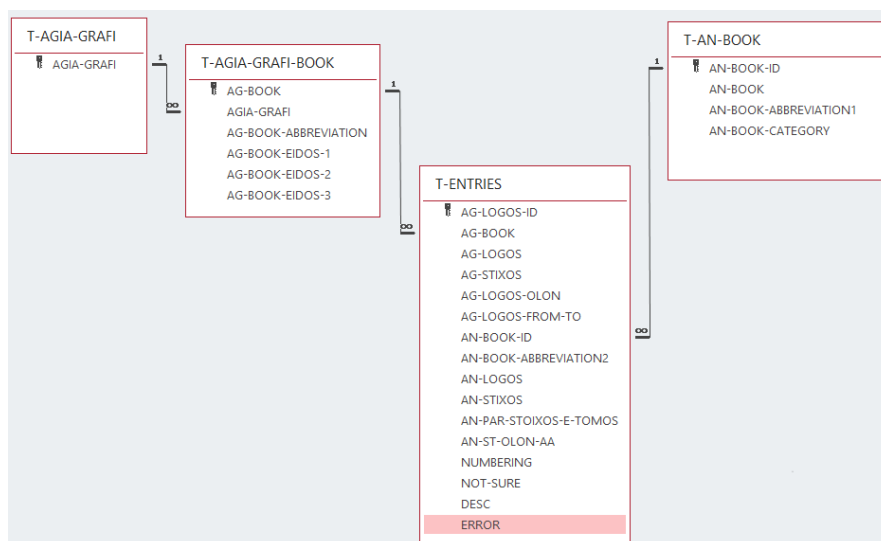 T-AGIA-GRAFI
AGIA-GRAFI
1
∞
T-AGIA-GRAFI-BOOK
AG-BOOK
AGIA-GRAFI
AG-BOOK-ABBREVIATION
AG-BOOK-EIDOS-1
AG-BOOK-EIDOS-2
AG-BOOK-EIDOS-3
1
∞
T-ENTRIES
AG-LOGOS-ID
AG-BOOK
AG-LOGOS
AG-STIXOS
AG-LOGOS-OLON
AG-LOGOS-FROM-TO
AN-BOOK-ID
AN-BOOK-ABBREVIATION2
AN-LOGOS
AN-STIXOS
AN-PAR-STOIXOS-E-TOMOS
AN-ST-OLON-AA
NUMBERING
NOT-SURE
DESC
ERROR
∞
1
T-AN-BOOK
AN-BOOK-ID
AN-BOOK
AN-BOOK-ABBREVIATION1
AN-BOOK-CATEGORY